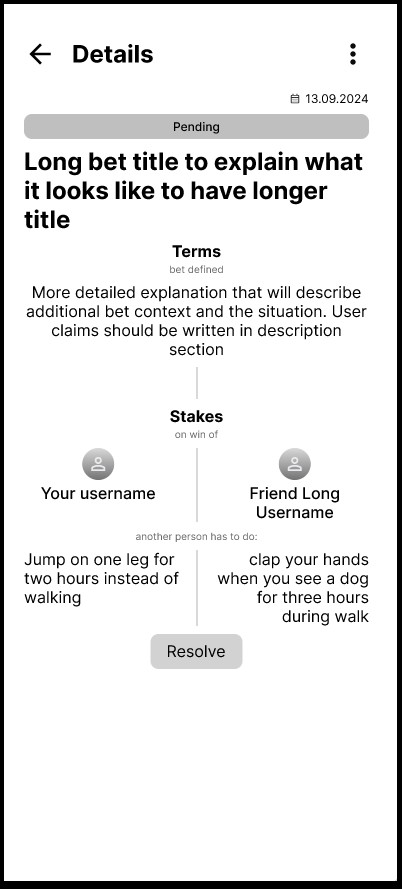 Details
13.09.2024
Pending
Long bet title to explain what
it looks like to have longer
title
Terms
bet defined
More detailed explanation that will describe
additional bet context and the situation. User
claims should be written in description
section
Stakes
on win of
Your username
Friend Long
Username
another person has to do:
Jump on one leg for
two hours instead of
walking
clap your hands
when you see a dog
for three hours
during walk
Resolve